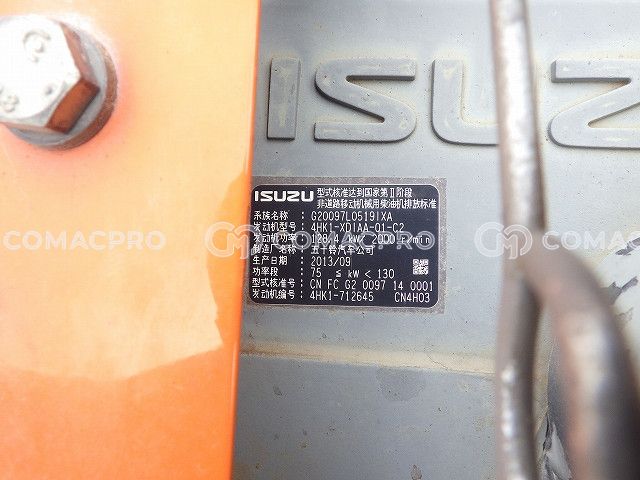 ISUZU
ISUZU 型式核准达到国家第Ⅱ阶段
非道路移动机械用柴油机排放标准
系族名称 : G20097L0519IXA
发动机型号: 4HK1-XDIAA-01-C2
发动机功率: 128.4 kW/ 2000 r/min
制造厂名称: 五十铃汽车公司
生产日期 : 2013/09
功率段 : 75 ≦ kW < 130
型式核准号: CN FC G2 0097 14 0001
发动机编号: 4HK1-712645 CN4H03
COMACPRO
COMACPRO
COMACPRO
COMACPRO